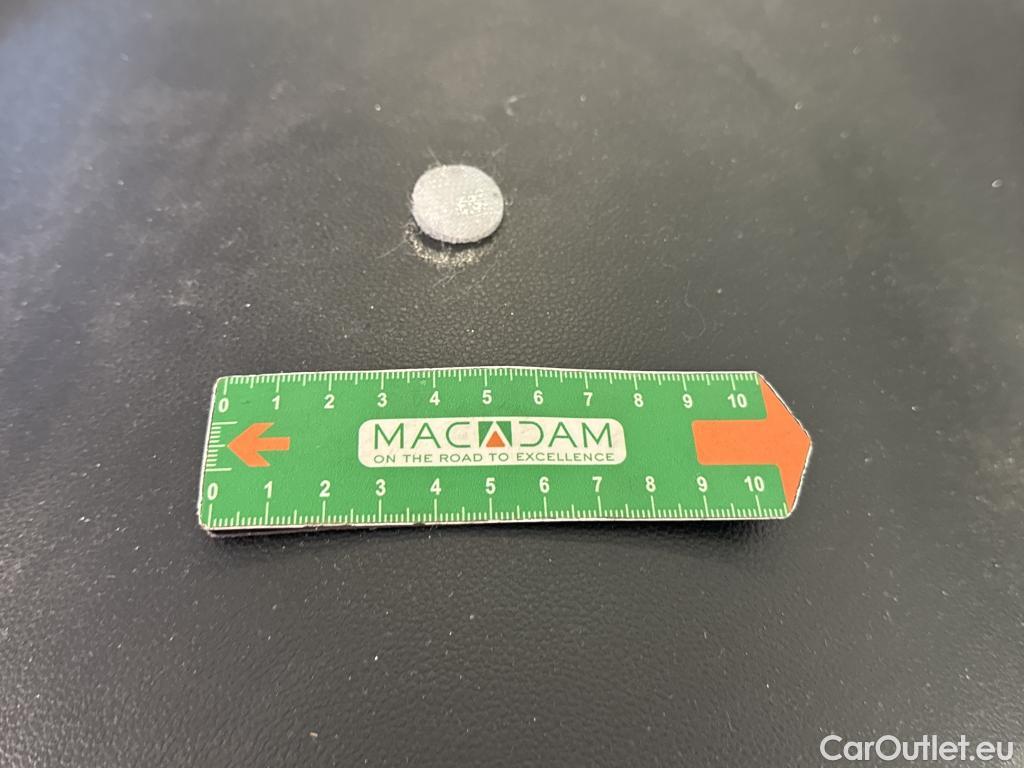 0 1 2 3 4 5 6 7 8 9 10
MACADAM
ON THE ROAD TO EXCELLENCE
0 1 2 3 4 5 6 7 8 9 10
CarOutlet.eu